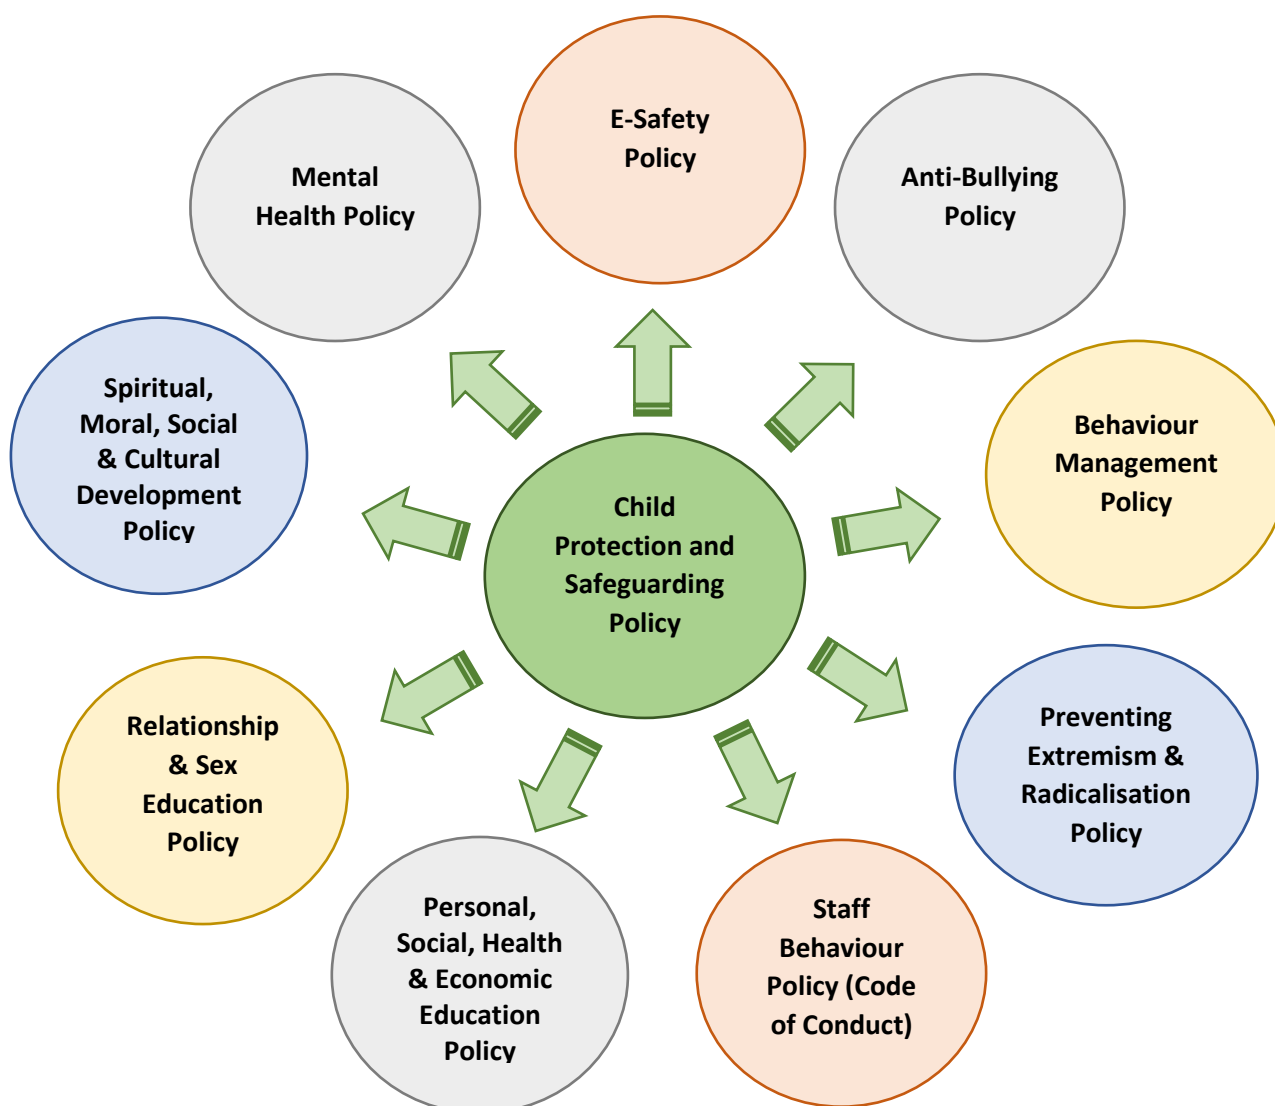 E-Safety
Policy
Mental
Health Policy
Anti-Bullying
Policy
Spiritual,
Moral, Social
& Cultural
Development
Policy
Behaviour
Management
Policy
Child
Protection and
Safeguarding
Policy
Relationship
& Sex
Education
Policy
Preventing
Extremism &
Radicalisation
Policy
Personal,
Social, Health
& Economic
Education
Policy
Staff
Behaviour
Policy (Code
of Conduct)